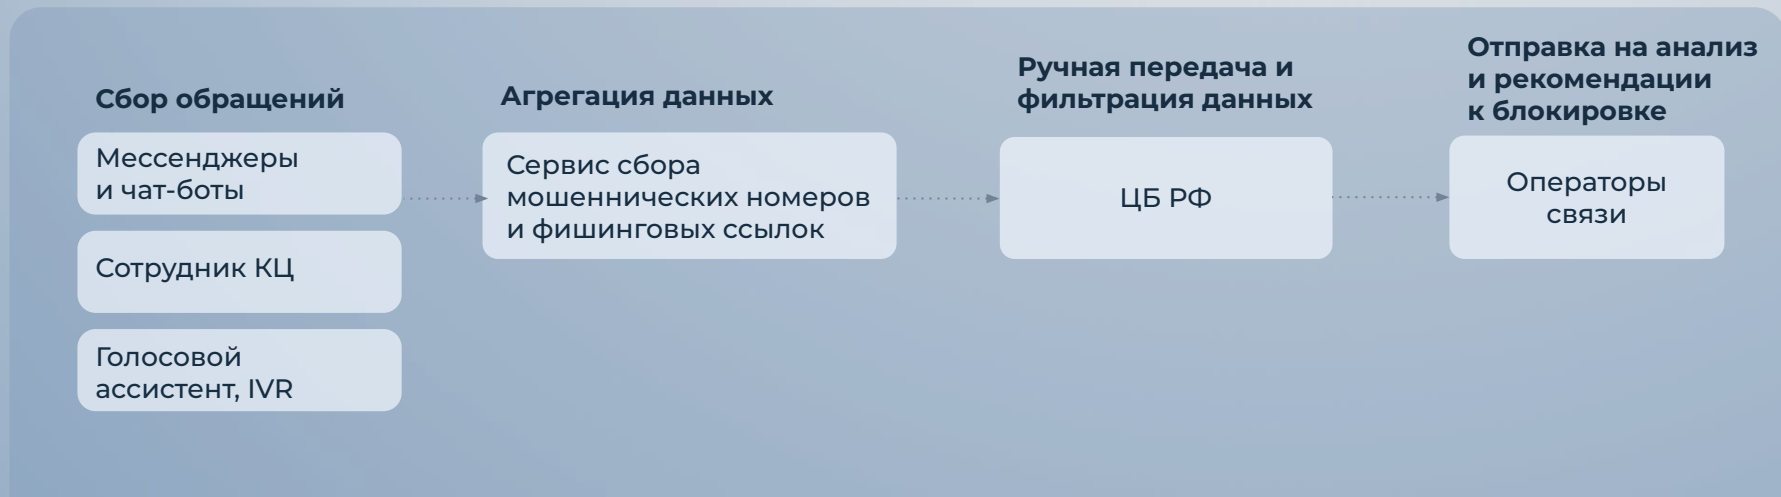 Сбор обращений
Мессенджеры
и чат-боты
Сотрудник КЦ
Голосовой
ассистент, IVR
Агрегация данных
Сервис сбора
мошеннических номеров
и фишинговых ссылок
Ручная передача и
фильтрация данных
ЦБ РФ
Отправка на анализ
и рекомендации
к блокировке
Операторы
связи